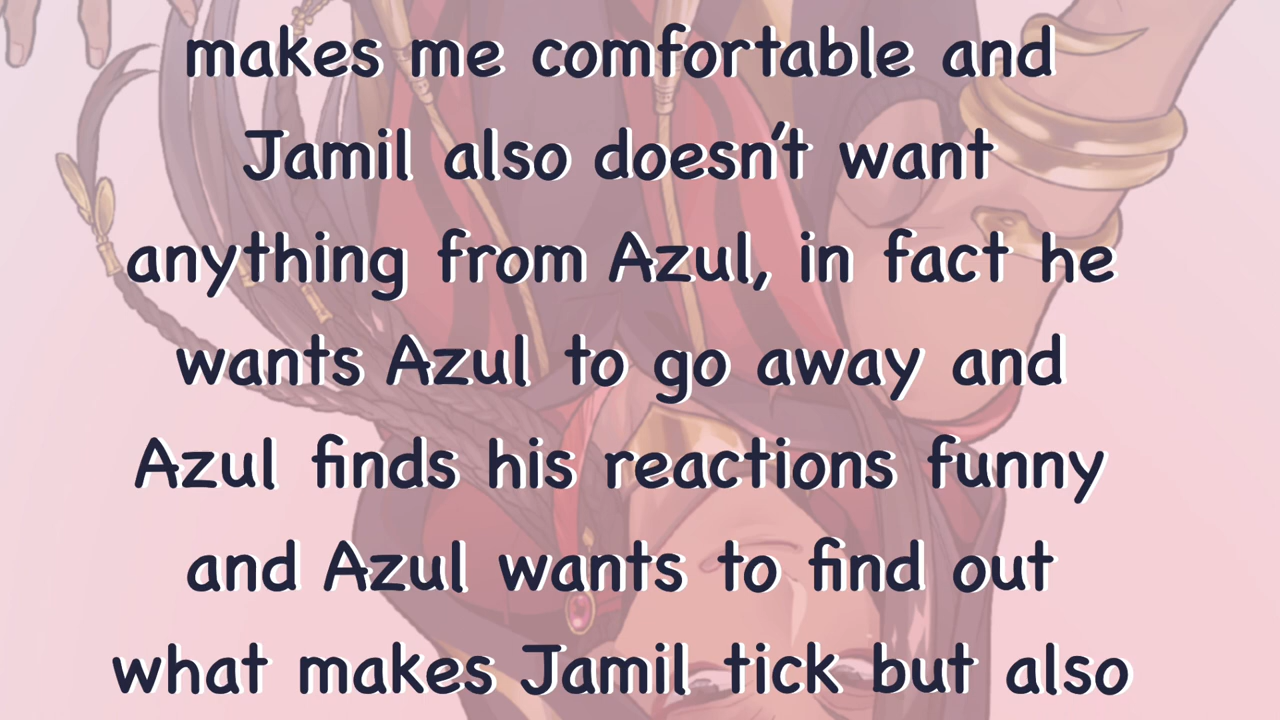 makes me comfortable and
Jamil also doesn't want
anything from Azul, in fact he
wants Azul to go away and
Azul finds his reactions funny
and Azul wants to find out
what makes Jamil tick but also